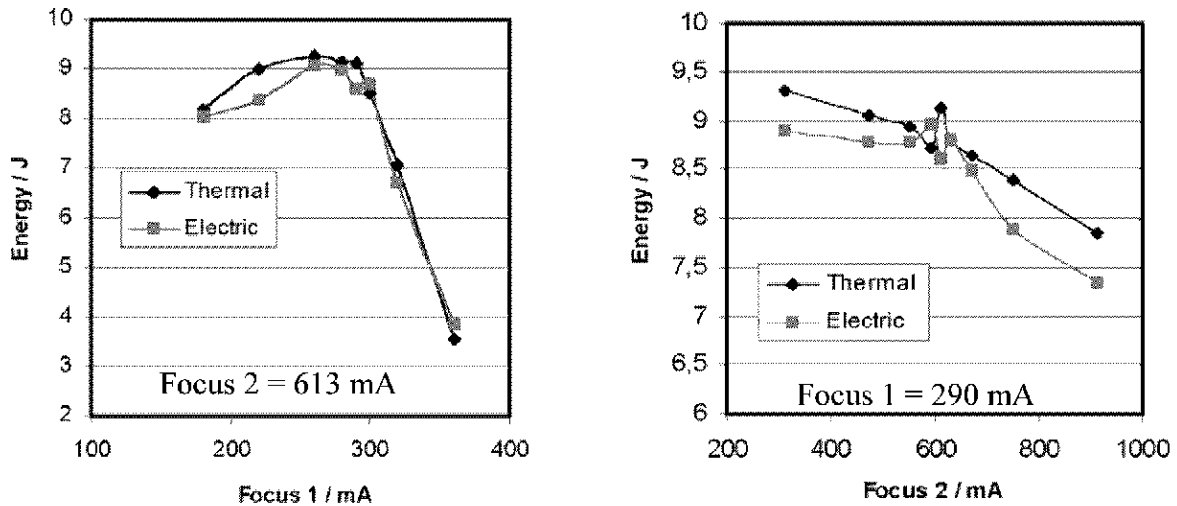 10
9
8
7
6
5
4
3
2
Energy / J
Thermal
Electric
Focus 2 = 613 mA
100
200
300
400
Focus 1 / mA
10
9,5
9
8,5
8
7,5
7
6,5
6
Energy / J
Thermal
Electric
Focus 1 = 290 mA
200
400
600
800
1000
Focus 2 / mA